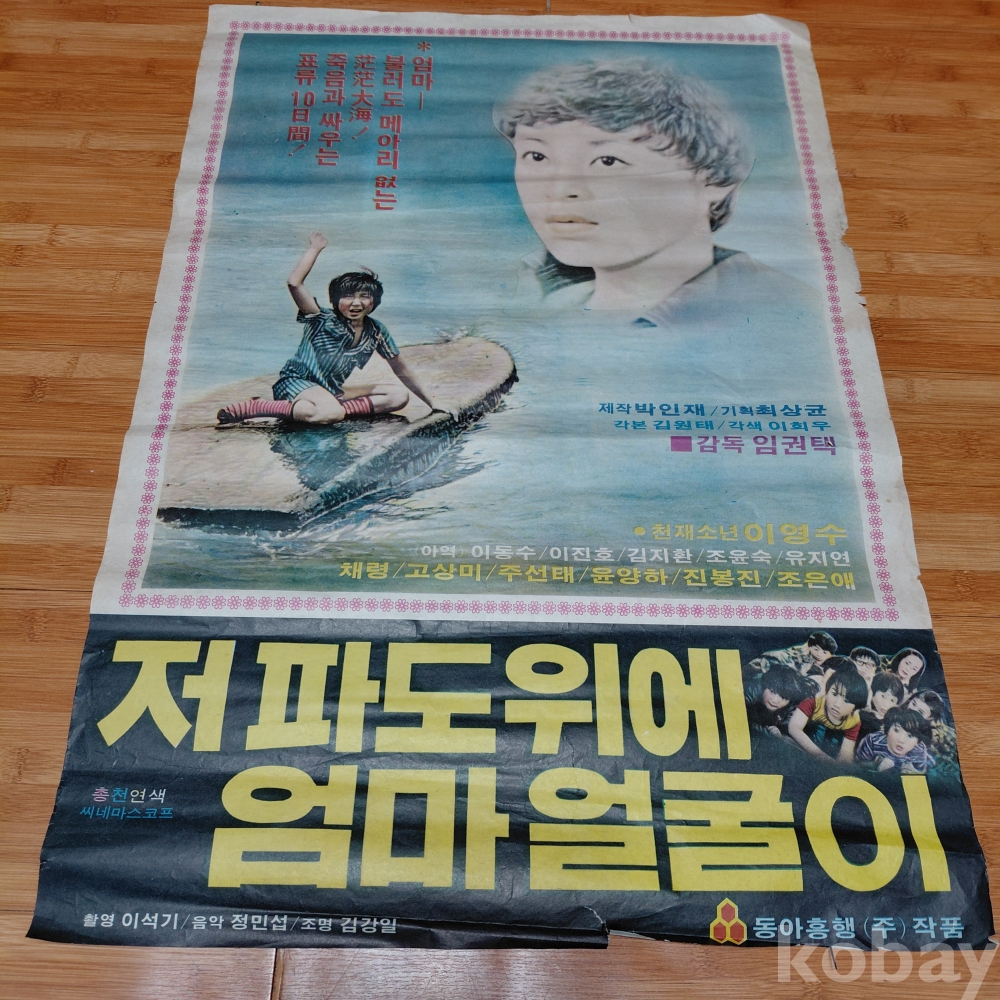 *엄마—
불러도 메아리 없는
茫茫大海!
죽음과 싸우는
표류 10日間!
제작 박인재/기획 최상균
각본 김원태/각색 이희우
■감독 임권택
●천재소년 이영수
(아역) 이동수/이진호/김지환/조윤숙/유지연
채령/고상미/주선태/윤양하/진봉진/조은애
저 파도 위에
엄마 얼굴이
총천연색
씨네마스코프
촬영 이석기/음악 정민섭/조명 김강일
동아흥행(주)작품
kobay